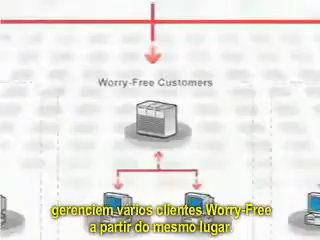 Worry-Free Customers
gerenciem vários clientes Worry-Free
a partir do mesmo lugar.